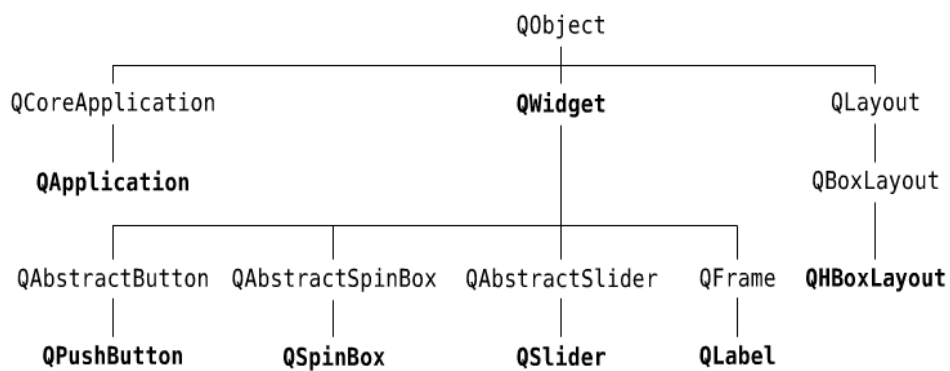 QObject
QCoreApplication QWidget QLayout
QApplication QBoxLayout
QAbstractButton QAbstractSpinBox QAbstractSlider QFrame QHBoxLayout
QPushButton QSpinBox QSlider QLabel